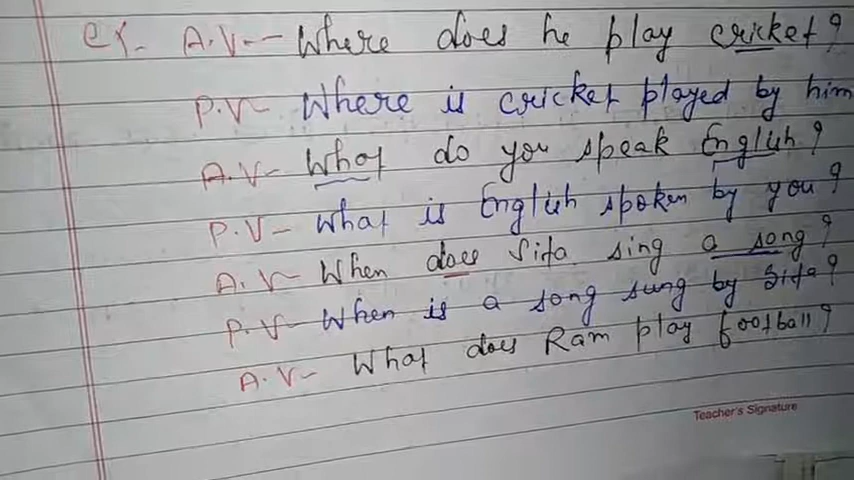 ex- A.V- Where does he play cricket?
P.V- Where is cricket played by him
A.V- What do you speak English?
P.V- What is English spoken by you?
A.V- When does Sita sing a song?
P.V- When is a song sung by Sita?
A.V- What does Ram play football?
Teacher's Signature